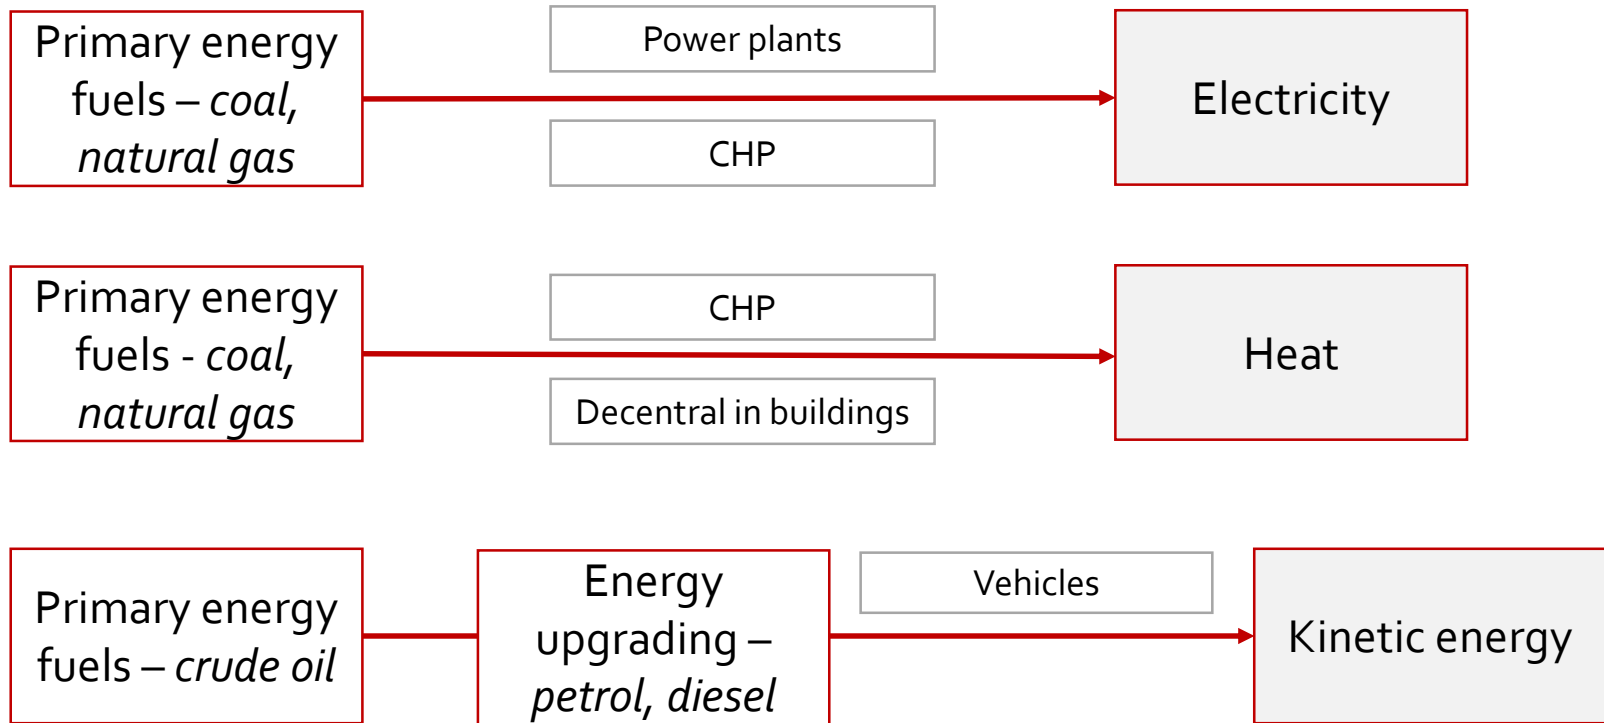 Primary energy
fuels – coal,
natural gas
Power plants
CHP
Electricity
Primary energy
fuels - coal,
natural gas
CHP
Decentral in buildings
Heat
Primary energy
fuels – crude oil
Energy
upgrading –
petrol, diesel
Vehicles
Kinetic energy